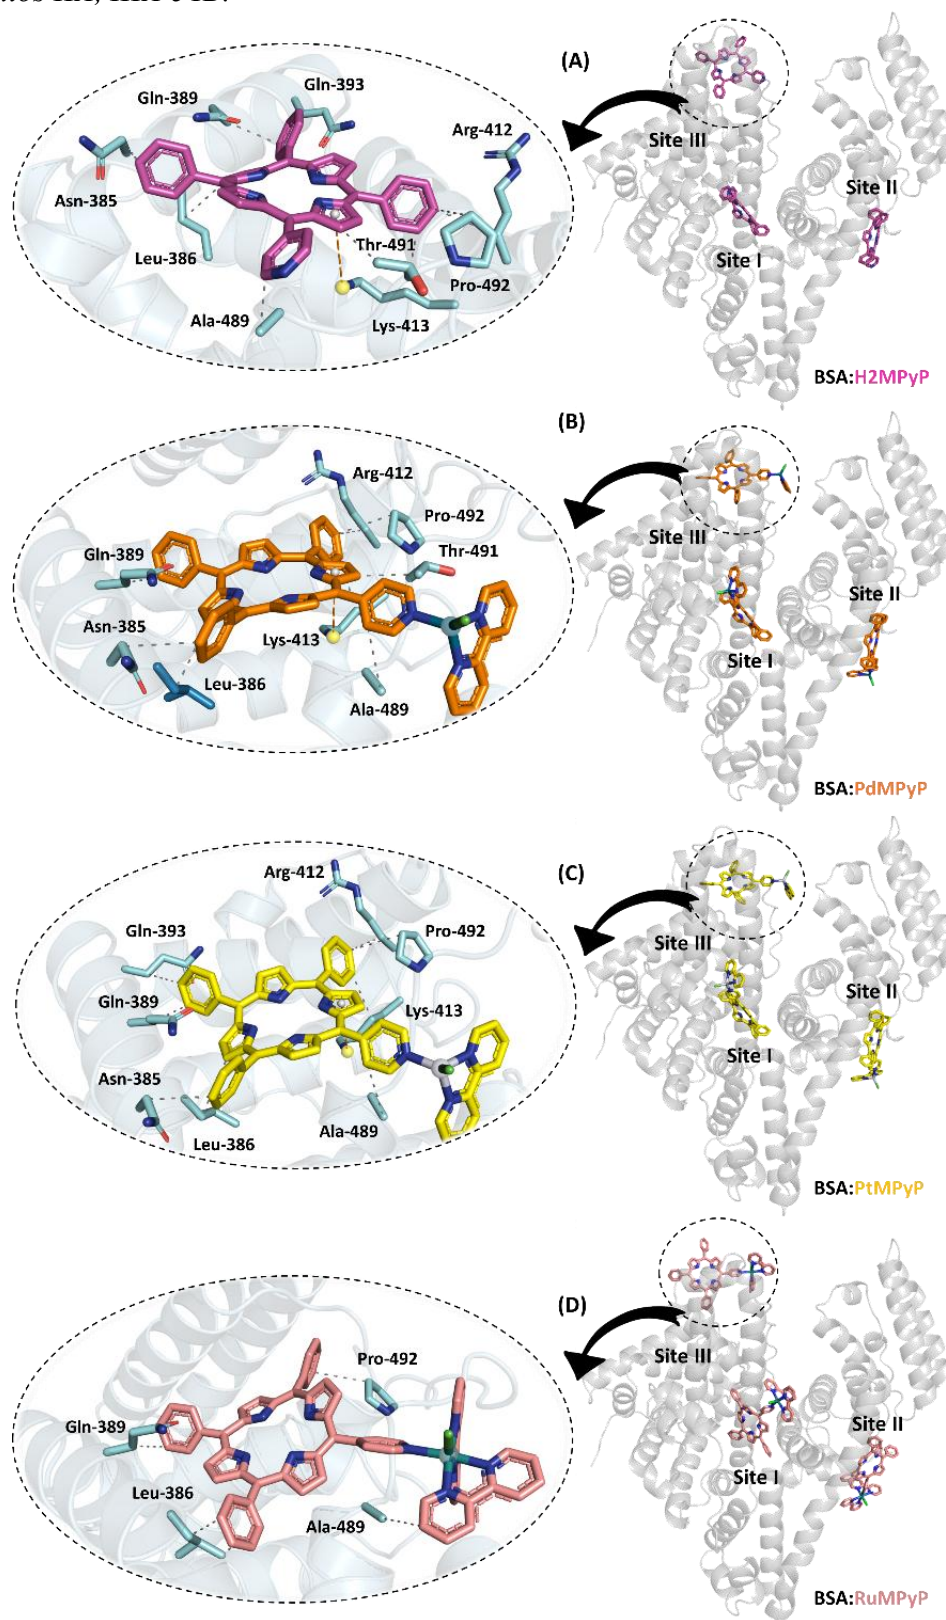 IIA, IIIA e IB.
(A)
Gln-393
Gln-389
Arg-412
Asn-385
Leu-386
Thr-491
Pro-492
Ala-489
Lys-413
Site III
Site II
Site I
BSA:H2MPyP
(B)
Arg-412
Pro-492
Gln-389
Thr-491
Asn-385
Lys-413
Leu-386
Ala-489
Site III
Site II
Site I
BSA:PdMPyP
(C)
Arg-412
Gln-393
Pro-492
Gln-389
Lys-413
Asn-385
Ala-489
Leu-386
Site III
Site II
Site I
BSA:PtMPyP
(D)
Pro-492
Gln-389
Leu-386
Ala-489
Site III
Site II
Site I
BSA:RuMPyP